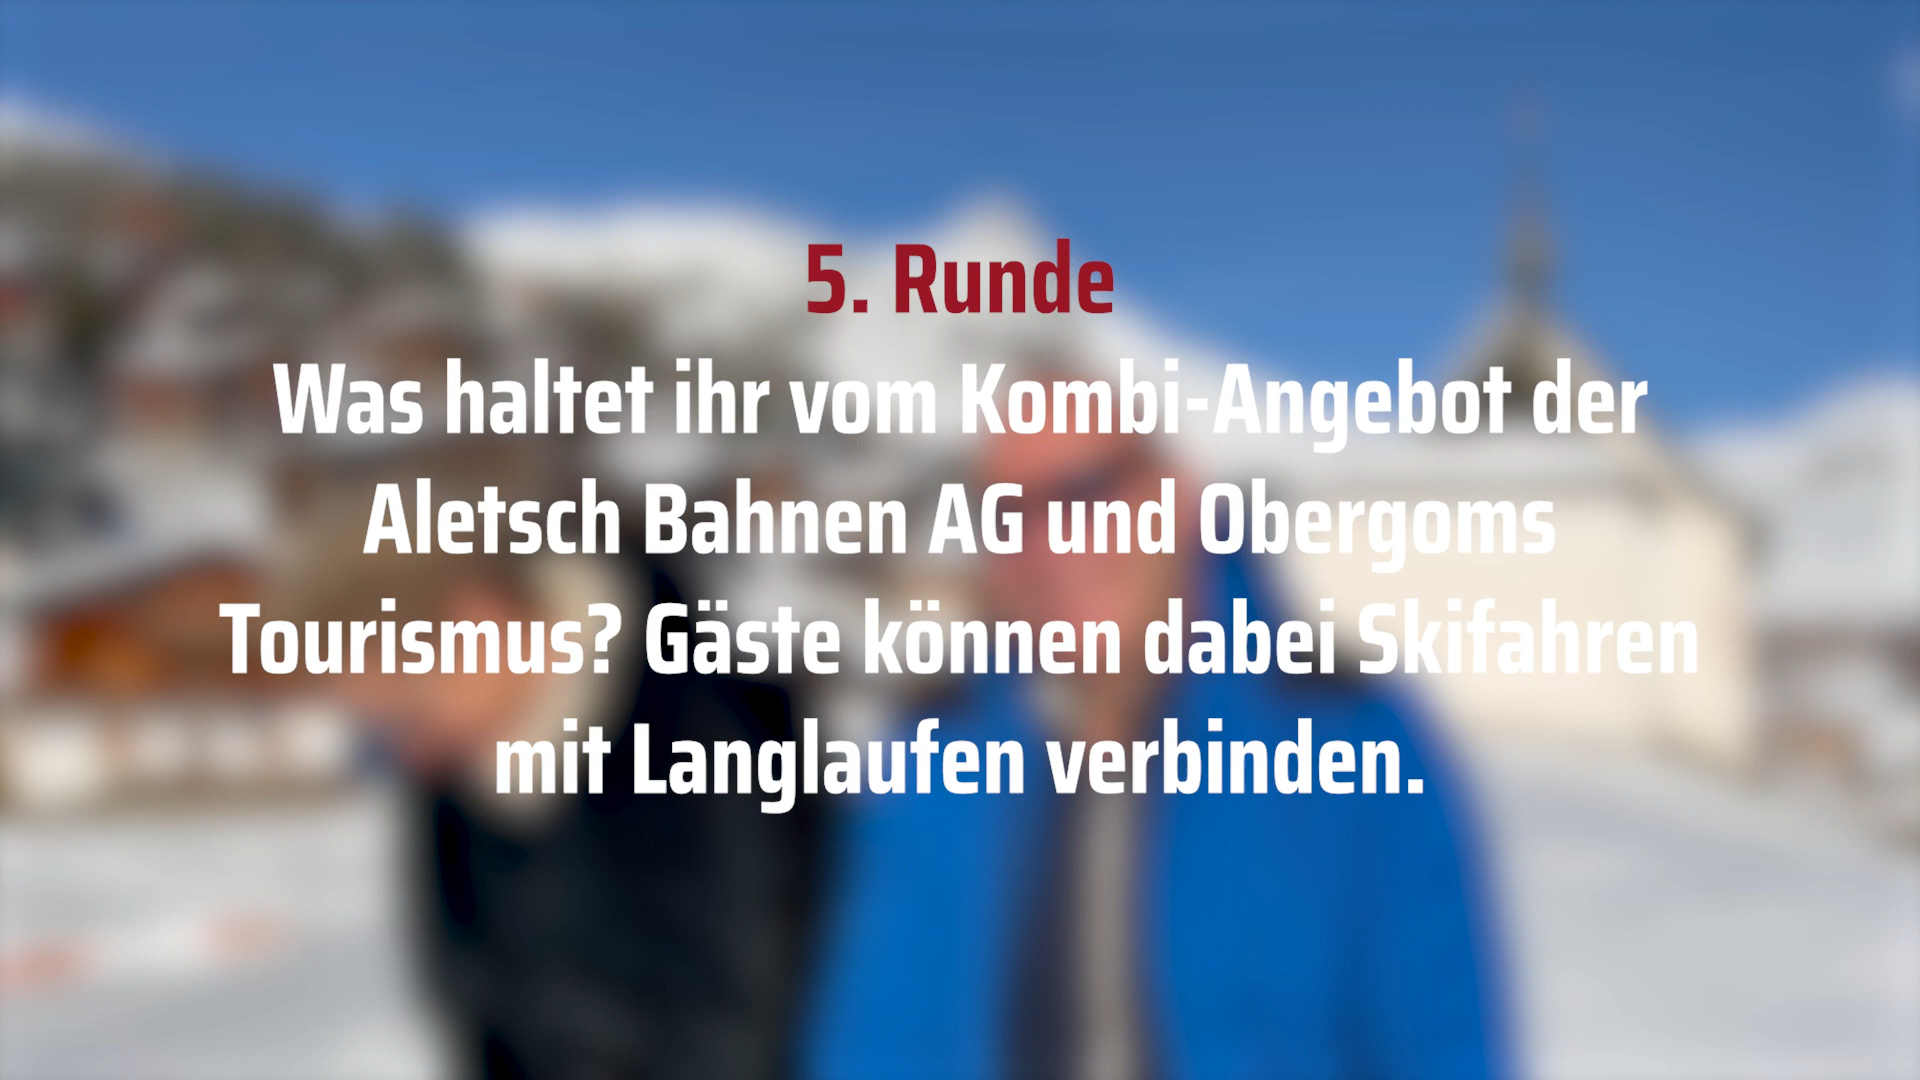 5. Runde
Was haltet ihr vom Kombi-Angebot der
Aletsch Bahnen AG und Obergoms
Tourismus? Gäste können dabei Skifahren
mit Langlaufen verbinden.